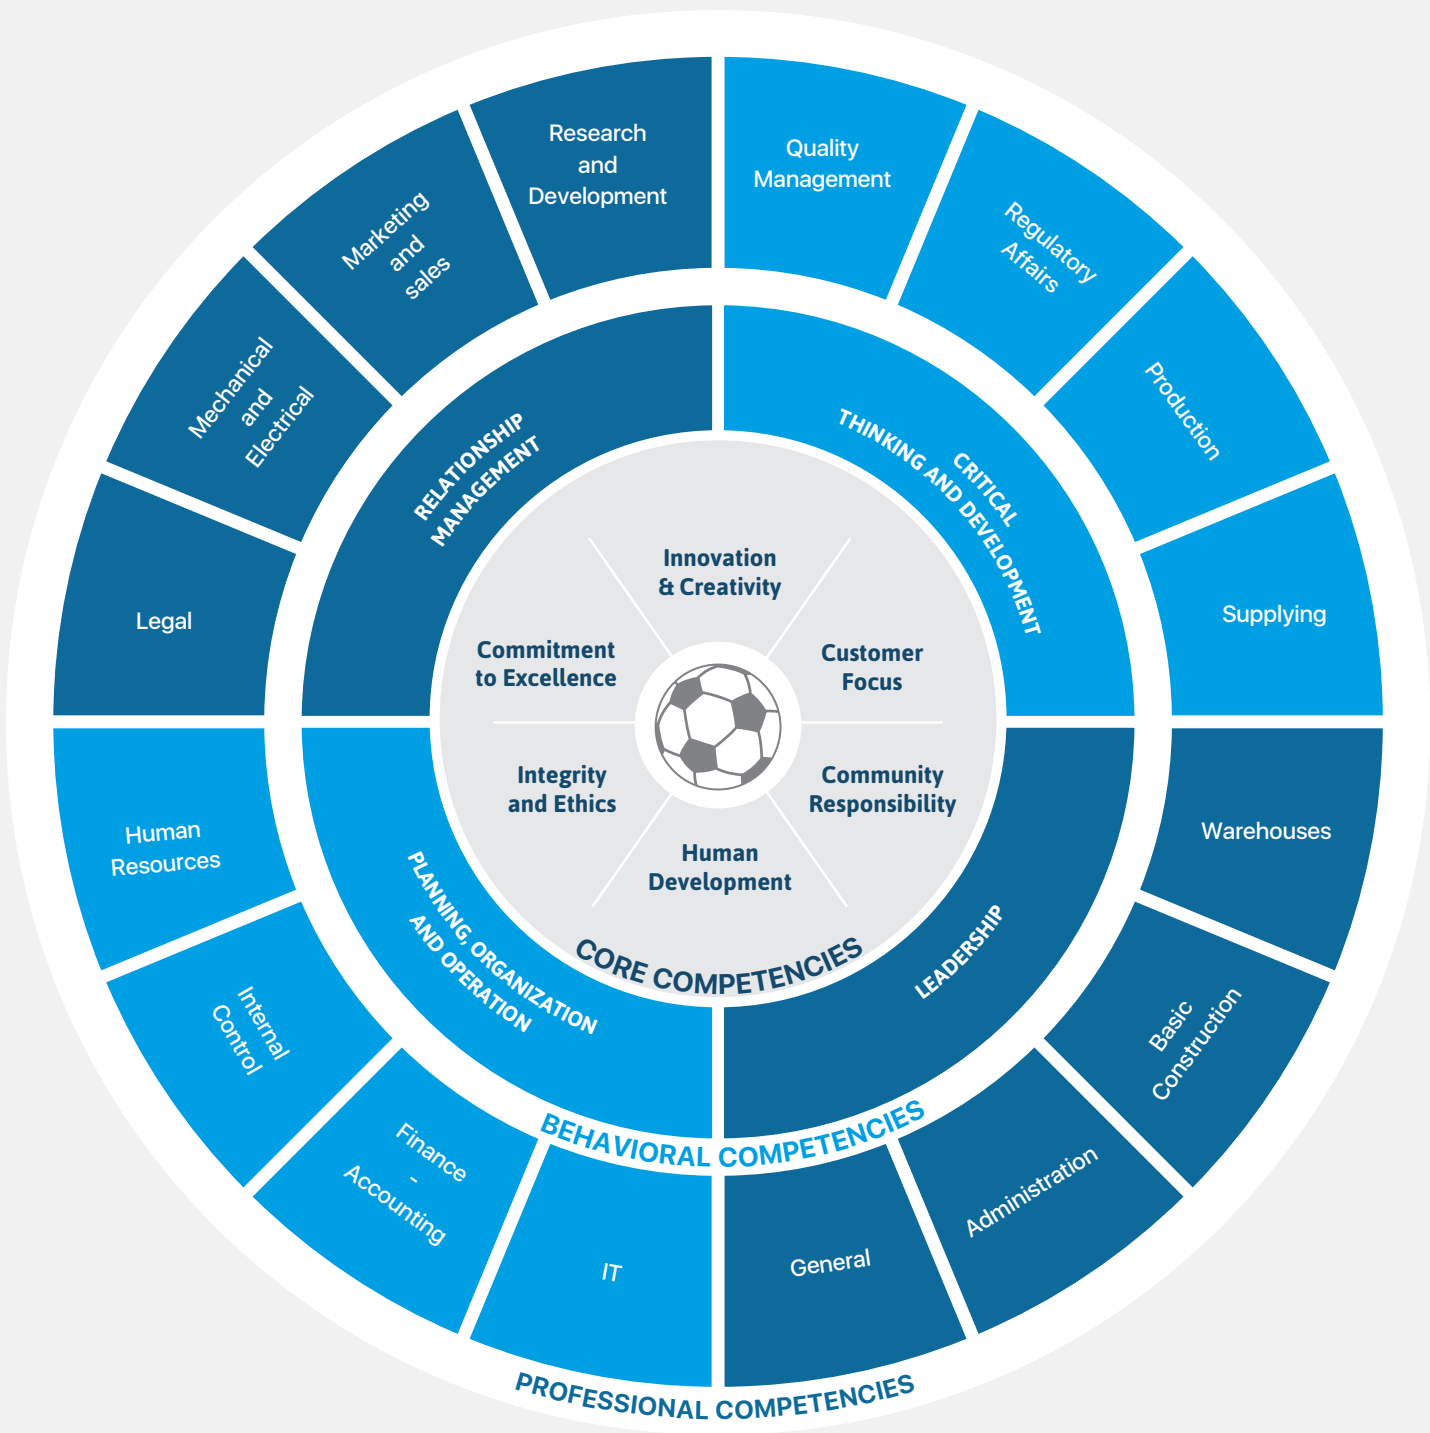 Research
and
Development
Quality
Management
Regulatory
Affairs
Production
Supplying
Warehouses
Basic
Construction
Administration
General
IT
Finance
-
Accounting
Internal
Control
Human
Resources
Legal
Mechanical
and
Electrical
Marketing
and
sales
RELATIONSHIP
MANAGEMENT
CRITICAL
THINKING AND DEVELOPMENT
LEADERSHIP
PLANNING, ORGANIZATION
AND OPERATION
Innovation
& Creativity
Customer
Focus
Community
Responsibility
Human
Development
Integrity
and Ethics
Commitment
to Excellence
CORE COMPETENCIES
BEHAVIORAL COMPETENCIES
PROFESSIONAL COMPETENCIES